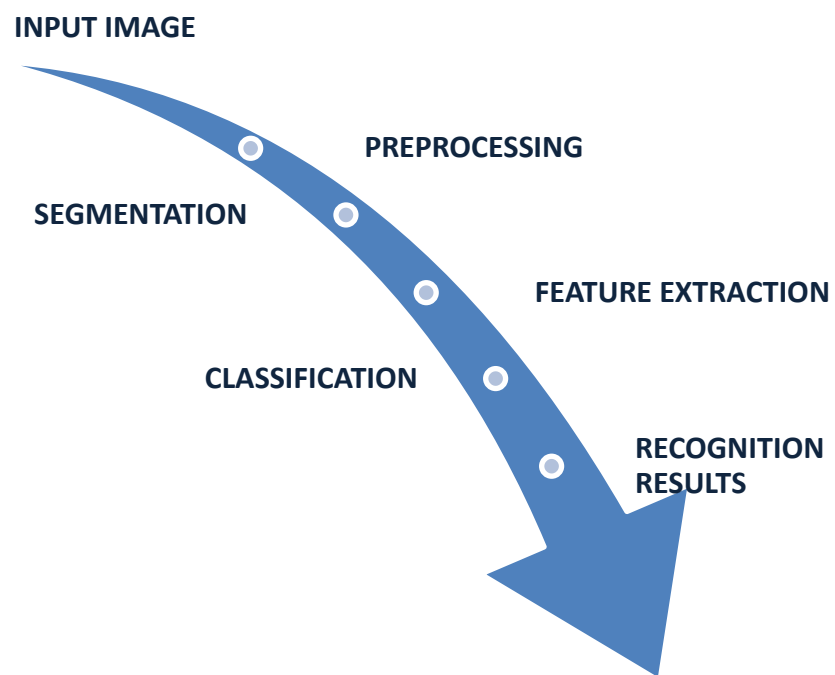 INPUT IMAGE
PREPROCESSING
SEGMENTATION
FEATURE EXTRACTION
CLASSIFICATION
RECOGNITION
RESULTS